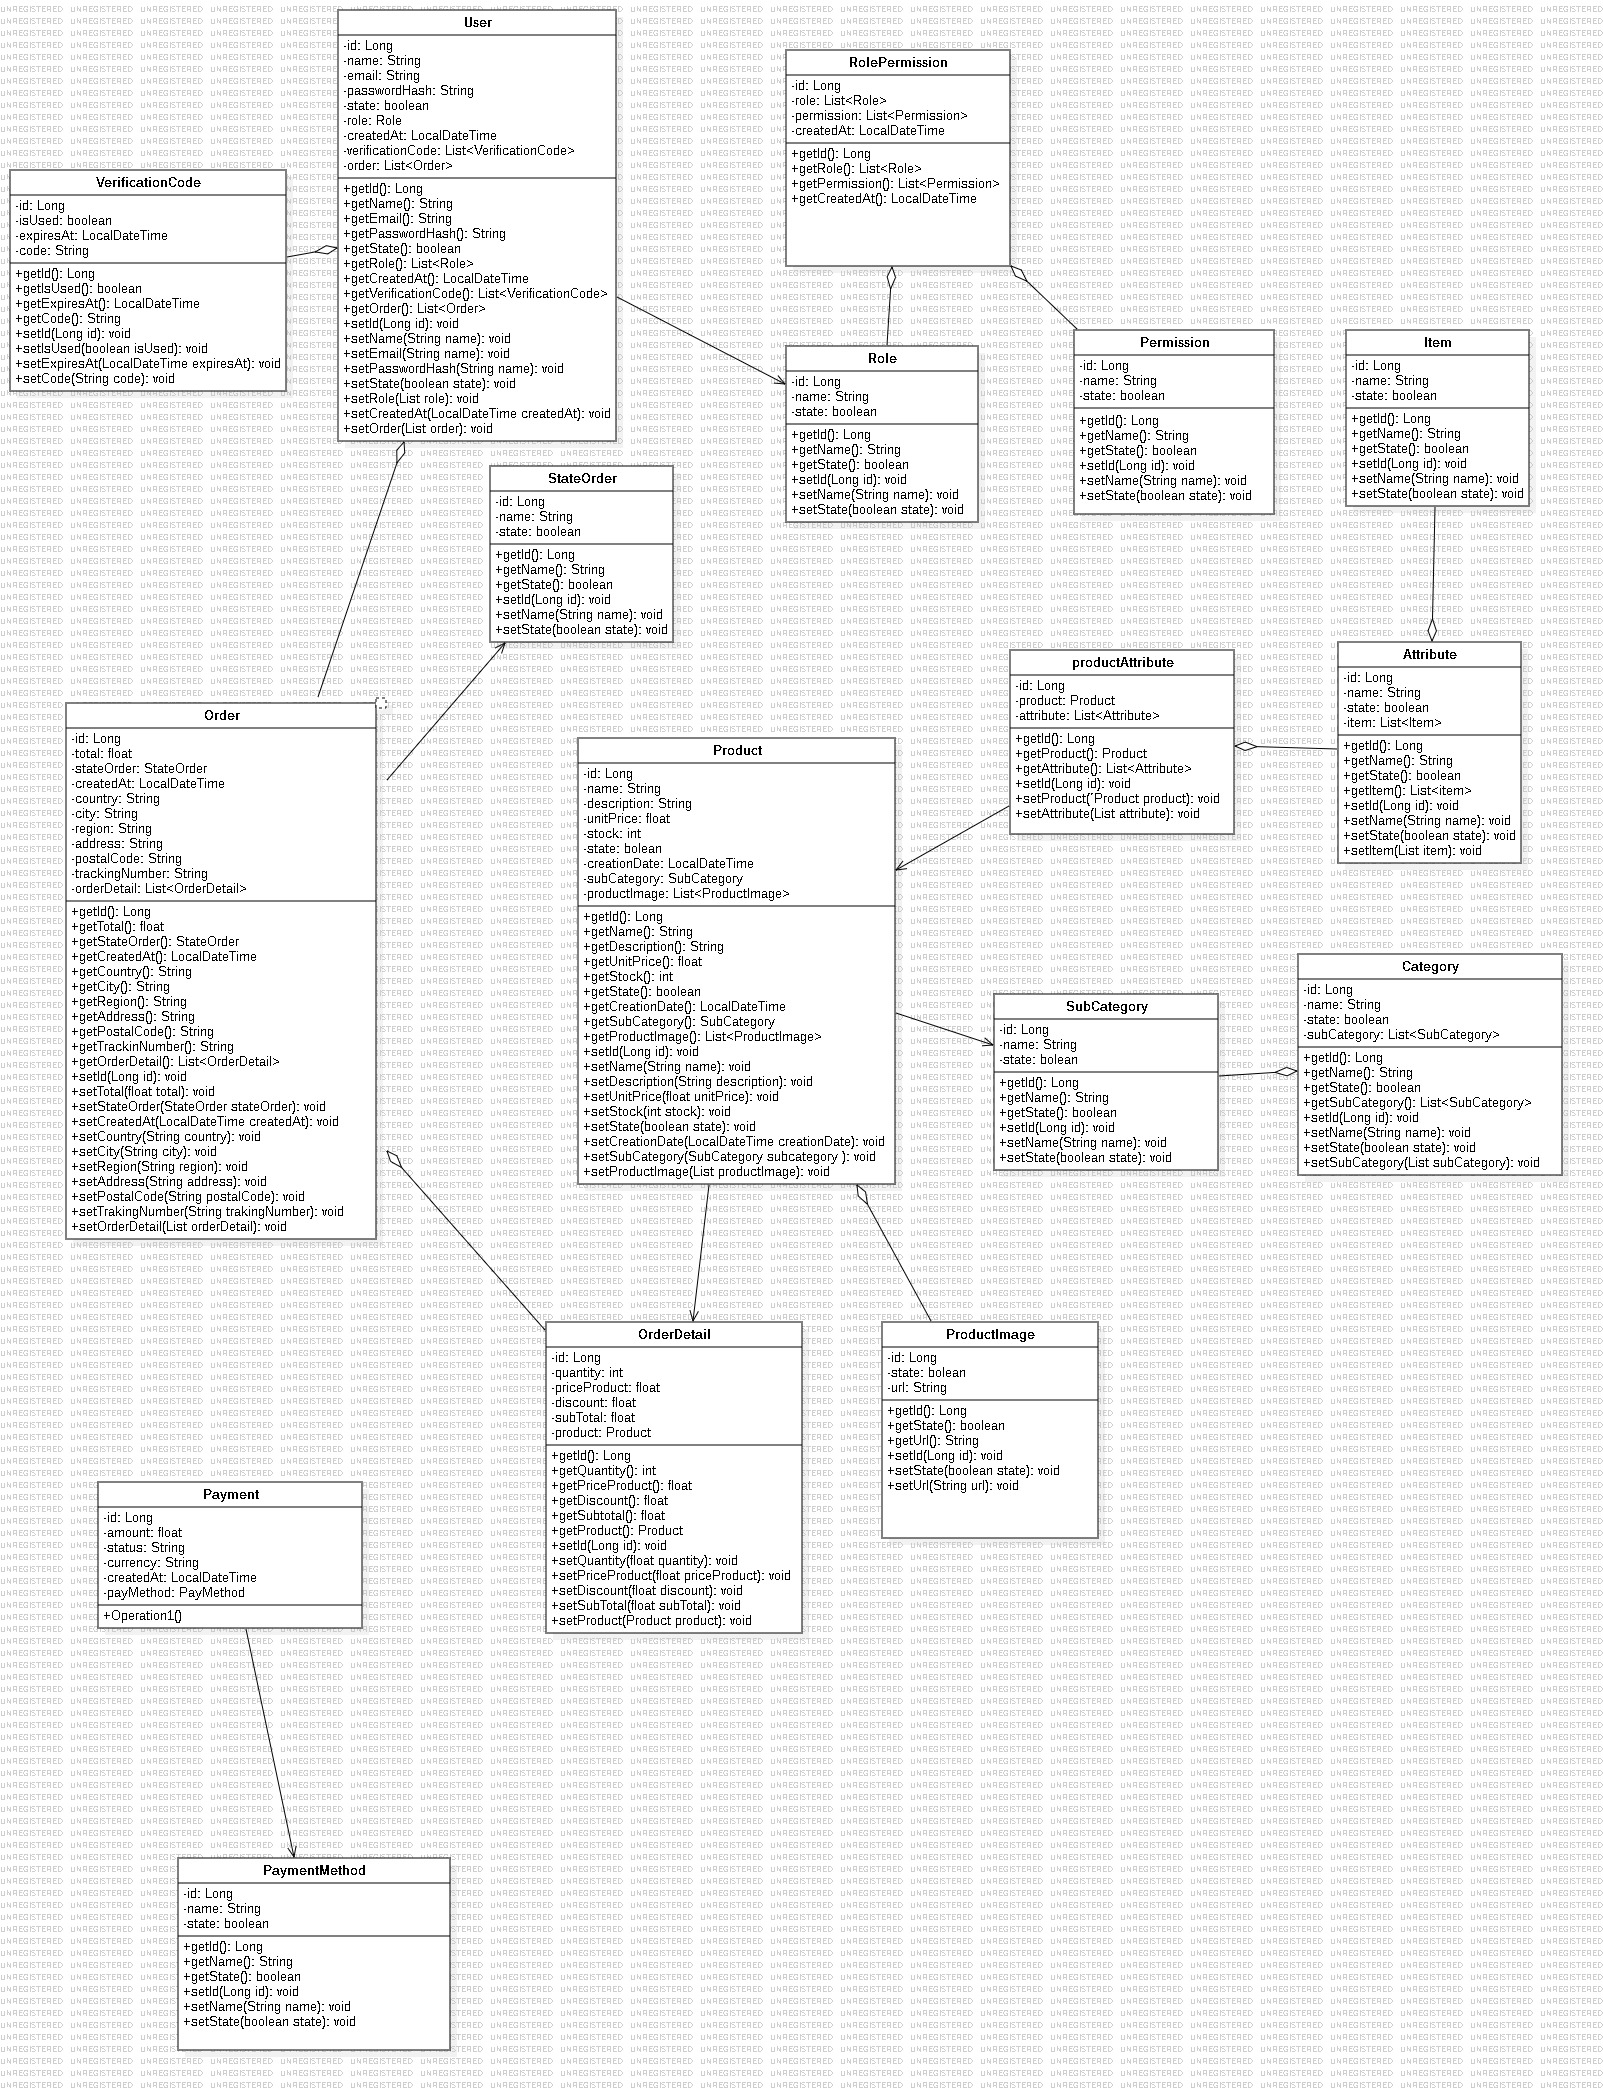 User
-id: Long
-name: String
-email: String
-passwordHash: String
-state: boolean
-role: Role
-createdAt: LocalDateTime
-verificationCode: List<VerificationCode>
-order: List<Order>
+getId(): Long
+getName(): String
+getEmail(): String
+getPasswordHash(): String
+getState(): boolean
+getRole(): List<Role>
+getCreatedAt(): LocalDateTime
+getVerificationCode(): List<VerificationCode>
+getOrder(): List<Order>
+setId(Long id): void
+setName(String name): void
+setEmail(String name): void
+setPasswordHash(String name): void
+setState(boolean state): void
+setRole(List role): void
+setCreatedAt(LocalDateTime createdAt): void
+setOrder(List order): void
RolePermission
-id: Long
-role: List<Role>
-permission: List<Permission>
-createdAt: LocalDateTime
+getId(): Long
+getRole(): List<Role>
+getPermission(): List<Permission>
+getCreatedAt(): LocalDateTime
VerificationCode
-id: Long
-isUsed: boolean
-expiresAt: LocalDateTime
-code: String
+getId(): Long
+getIsUsed(): boolean
+getExpiresAt(): LocalDateTime
+getCode(): String
+setId(Long id): void
+setIsUsed(boolean isUsed): void
+setExpiresAt(LocalDateTime expiresAt): void
+setCode(String code): void
Role
-id: Long
-name: String
-state: boolean
+getId(): Long
+getName(): String
+getState(): boolean
+setId(Long id): void
+setName(String name): void
+setState(boolean state): void
Permission
-id: Long
-name: String
-state: boolean
+getId(): Long
+getName(): String
+getState(): boolean
+setId(Long id): void
+setName(String name): void
+setState(boolean state): void
Item
-id: Long
-name: String
-state: boolean
+getId(): Long
+getName(): String
+getState(): boolean
+setId(Long id): void
+setName(String name): void
+setState(boolean state): void
StateOrder
-id: Long
-name: String
-state: boolean
+getId(): Long
+getName(): String
+getState(): boolean
+setId(Long id): void
+setName(String name): void
+setState(boolean state): void
Order
-id: Long
-total: float
-stateOrder: StateOrder
-createdAt: LocalDateTime
-country: String
-city: String
-region: String
-address: String
-postalCode: String
-trackingNumber: String
-orderDetail: List<OrderDetail>
+getId(): Long
+getTotal(): float
+getStateOrder(): StateOrder
+getCreatedAt(): LocalDateTime
+getCountry(): String
+getCity(): String
+getRegion(): String
+getAddress(): String
+getPostalCode(): String
+getTrackinNumber(): String
+getOrderDetail(): List<OrderDetail>
+setId(Long id): void
+setTotal(float total): void
+setStateOrder(StateOrder stateOrder): void
+setCreatedAt(LocalDateTime createdAt): void
+setCountry(String country): void
+setCity(String city): void
+setRegion(String region): void
+setAddress(String address): void
+setPostalCode(String postalCode): void
+setTrakingNumber(String trakingNumber): void
+setOrderDetail(List orderDetail): void
Product
-id: Long
-name: String
-description: String
-unitPrice: float
-stock: int
-state: bolean
-creationDate: LocalDateTime
-subCategory: SubCategory
-productImage: List<ProductImage>
+getId(): Long
+getName(): String
+getDescription(): String
+getUnitPrice(): float
+getStock(): int
+getState(): boolean
+getCreationDate(): LocalDateTime
+getSubCategory(): SubCategory
+getProductImage(): List<ProductImage>
+setId(Long id): void
+setName(String name): void
+setDescription(String description): void
+setUnitPrice(float unitPrice): void
+setStock(int stock): void
+setState(boolean state): void
+setCreationDate(LocalDateTime creationDate): void
+setSubCategory(SubCategory subcategory ): void
+setProductImage(List productImage): void
productAttribute
-id: Long
-product: Product
-attribute: List<Attribute>
+getId(): Long
+getProduct(): Product
+getAttribute(): List<Attribute>
+setId(Long id): void
+setProduct(¨Product product): void
+setAttribute(List attribute): void
Attribute
-id: Long
-name: String
-state: boolean
-item: List<Item>
+getId(): Long
+getName(): String
+getState(): boolean
+getItem(): List<item>
+setId(Long id): void
+setName(String name): void
+setState(boolean state): void
+setItem(List item): void
SubCategory
-id: Long
-name: String
-state: bolean
+getId(): Long
+getName(): String
+getState(): boolean
+setId(Long id): void
+setName(String name): void
+setState(boolean state): void
Category
-id: Long
-name: String
-state: boolean
-subCategory: List<SubCategory>
+getId(): Long
+getName(): String
+getState(): boolean
+getSubCategory(): List<SubCategory>
+setId(Long id): void
+setName(String name): void
+setState(boolean state): void
+setSubCategory(List subCategory): void
OrderDetail
-id: Long
-quantity: int
-priceProduct: float
-discount: float
-subTotal: float
-product: Product
+getId(): Long
+getQuantity(): int
+getPriceProduct(): float
+getDiscount(): float
+getSubtotal(): float
+getProduct(): Product
+setId(Long id): void
+setQuantity(float quantity): void
+setPriceProduct(float priceProduct): void
+setDiscount(float discount): void
+setSubTotal(float subTotal): void
+setProduct(Product product): void
ProductImage
-id: Long
-state: bolean
-url: String
+getId(): Long
+getState(): boolean
+getUrl(): String
+setId(Long id): void
+setState(boolean state): void
+setUrl(String url): void
Payment
-id: Long
-amount: float
-status: String
-currency: String
-createdAt: LocalDateTime
-payMethod: PayMethod
+Operation1()
PaymentMethod
-id: Long
-name: String
-state: boolean
+getId(): Long
+getName(): String
+getState(): boolean
+setId(Long id): void
+setName(String name): void
+setState(boolean state): void
UNREGISTERED